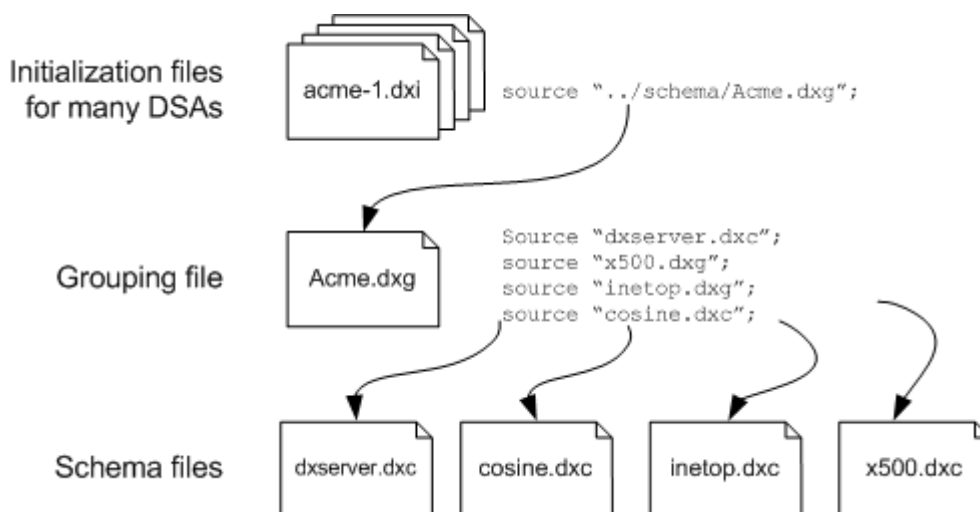 Initialization files
for many DSAs
acme-1.dxi
source “../schema/Acme.dxg”;
Grouping file
Acme.dxg
Source “dxserver.dxc”;
source “x500.dxg”;
source “inetop.dxg”;
source “cosine.dxc”;
Schema files
dxserver.dxc
cosine.dxc
inetop.dxc
x500.dxc